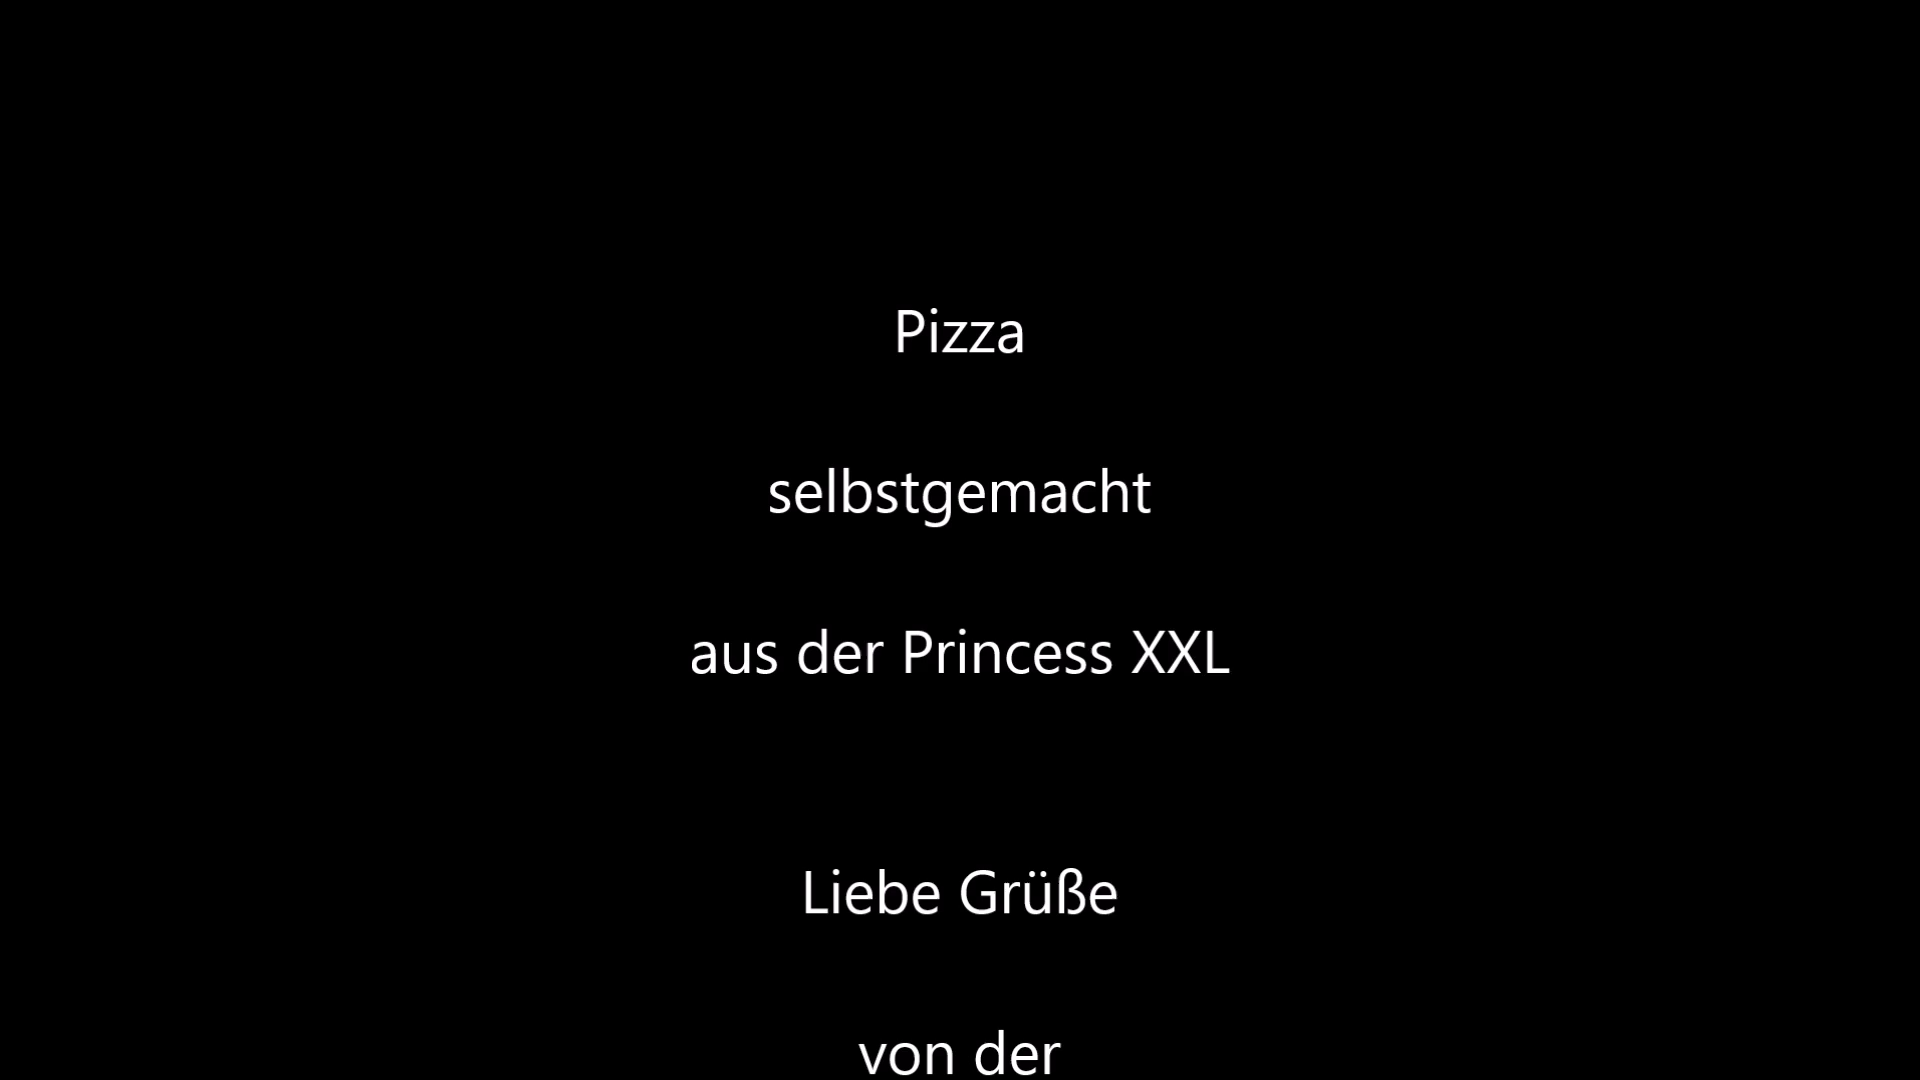 Pizza
selbstgemacht
aus der Princess XXL
Liebe Grüße
von der